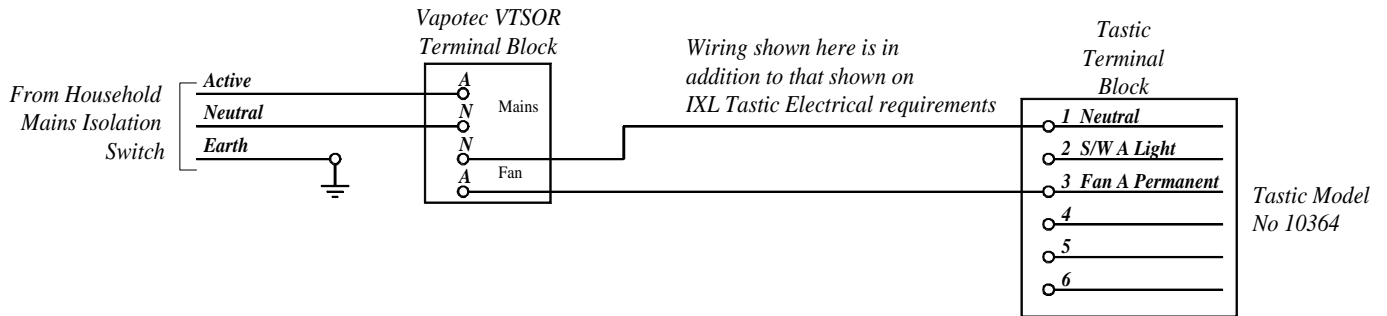 From Household
Mains Isolation
Switch
Active
Neutral
Earth
Vapotec VTSOR
Terminal Block
A
N
Mains
N
A
Fan
Wiring shown here is in
addition to that shown on
IXL Tastic Electrical requirements
Tastic
Terminal
Block
1 Neutral
2 S/W A Light
3 Fan A Permanent
4
5
6
Tastic Model
No 10364